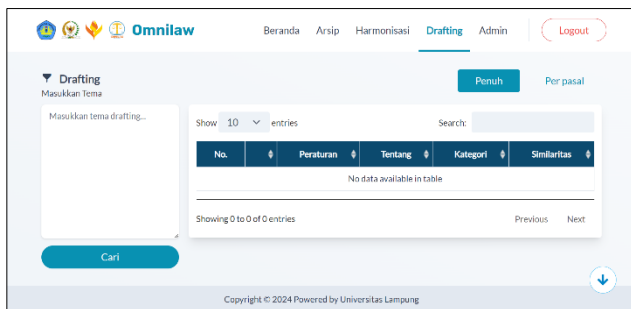 Omnilaw
Beranda Arsip Harmonisasi Drafting Admin Logout
Drafting
Masukkan Tema
Penuh Per pasal
Masukkan tema drafting...
Show 10 entries Search:
No. Peraturan Tentang Kategori Similaritas
No data available in table
Showing 0 to 0 of 0 entries Previous Next
Cari
Copyright © 2024 Powered by Universitas Lampung